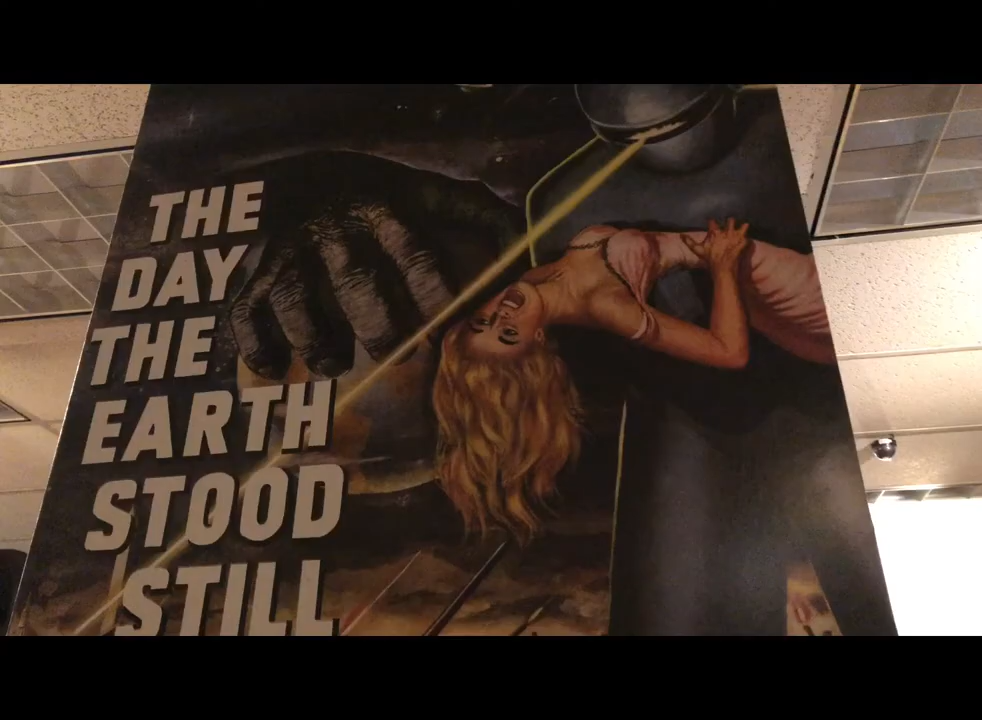 THE
DAY
THE
EARTH
STOOD
STILL